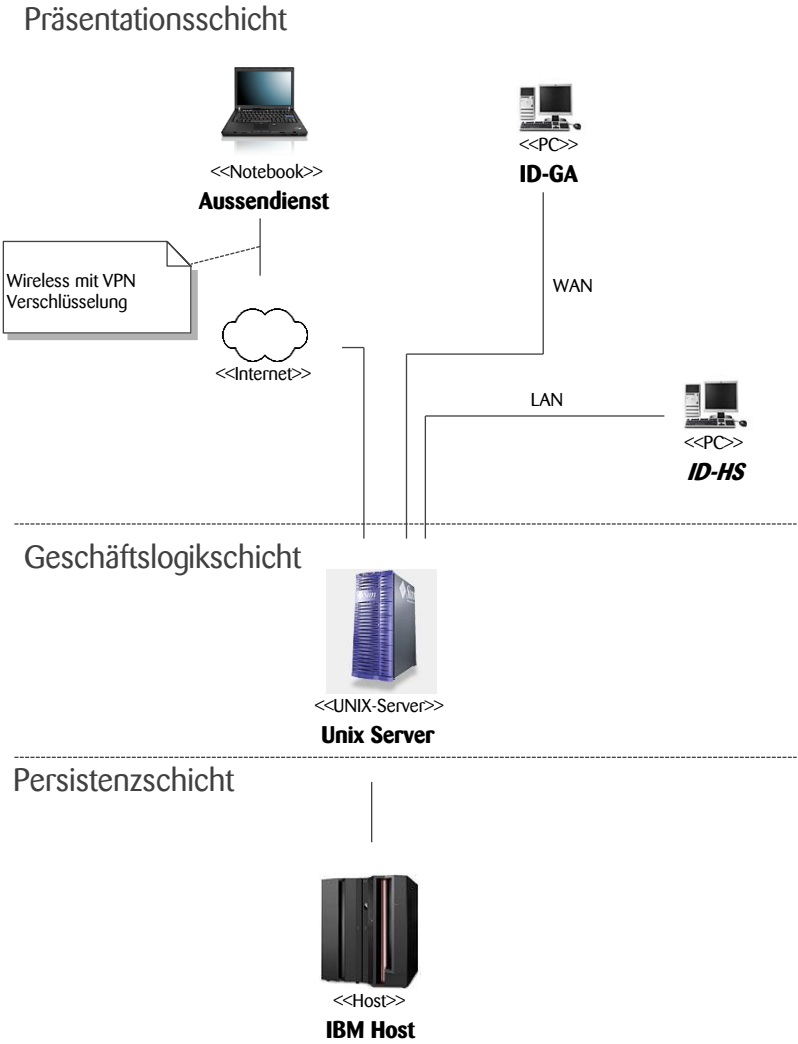 Präsentationsschicht
<<Notebook>>
Aussendienst
<<PC>>
ID-GA
Wireless mit VPN
Verschlüsselung
WAN
<<Internet>>
LAN
<<PC>>
ID-HS
Geschäftslogikschicht
Sun
<<UNIX-Server>>
Unix Server
Persistenzschicht
<<Host>>
IBM Host